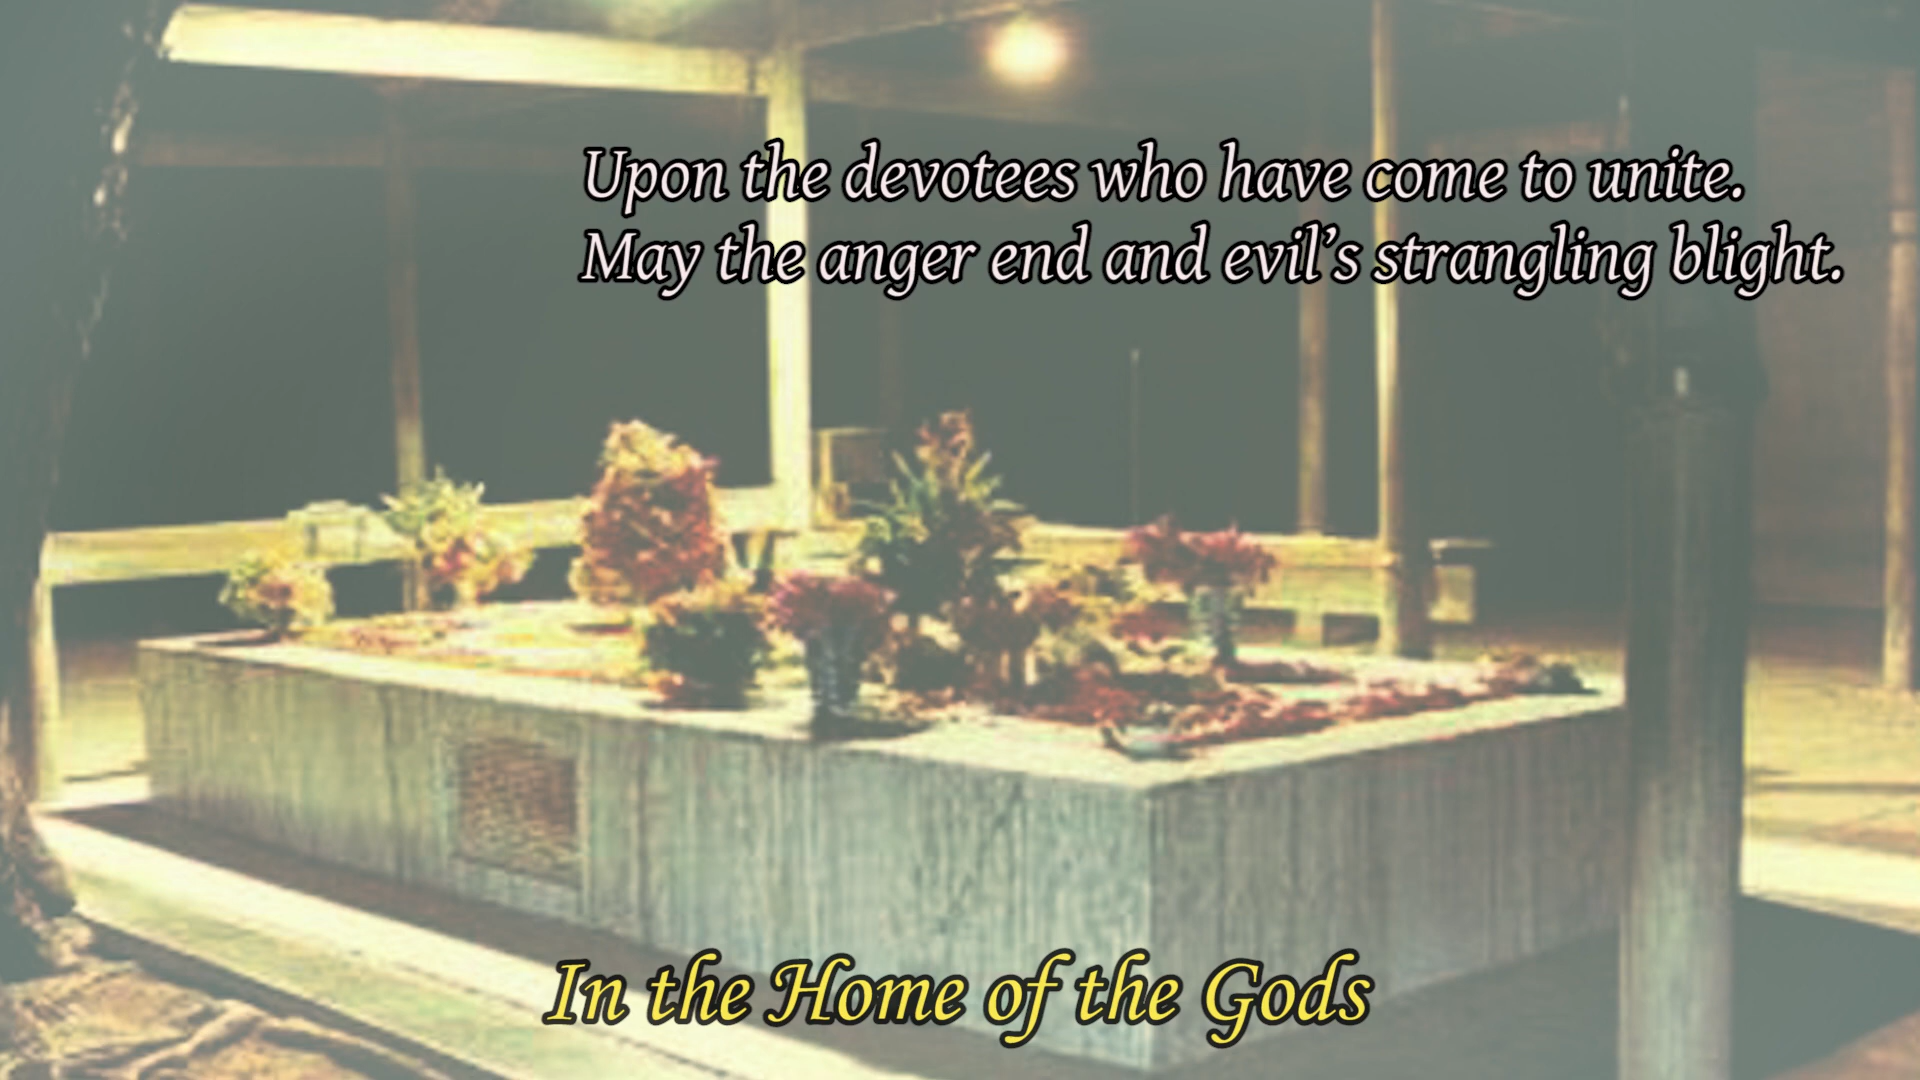 Upon the devotees who have come to unite.
May the anger end and evil’s strangling blight.
In the Home of the Gods